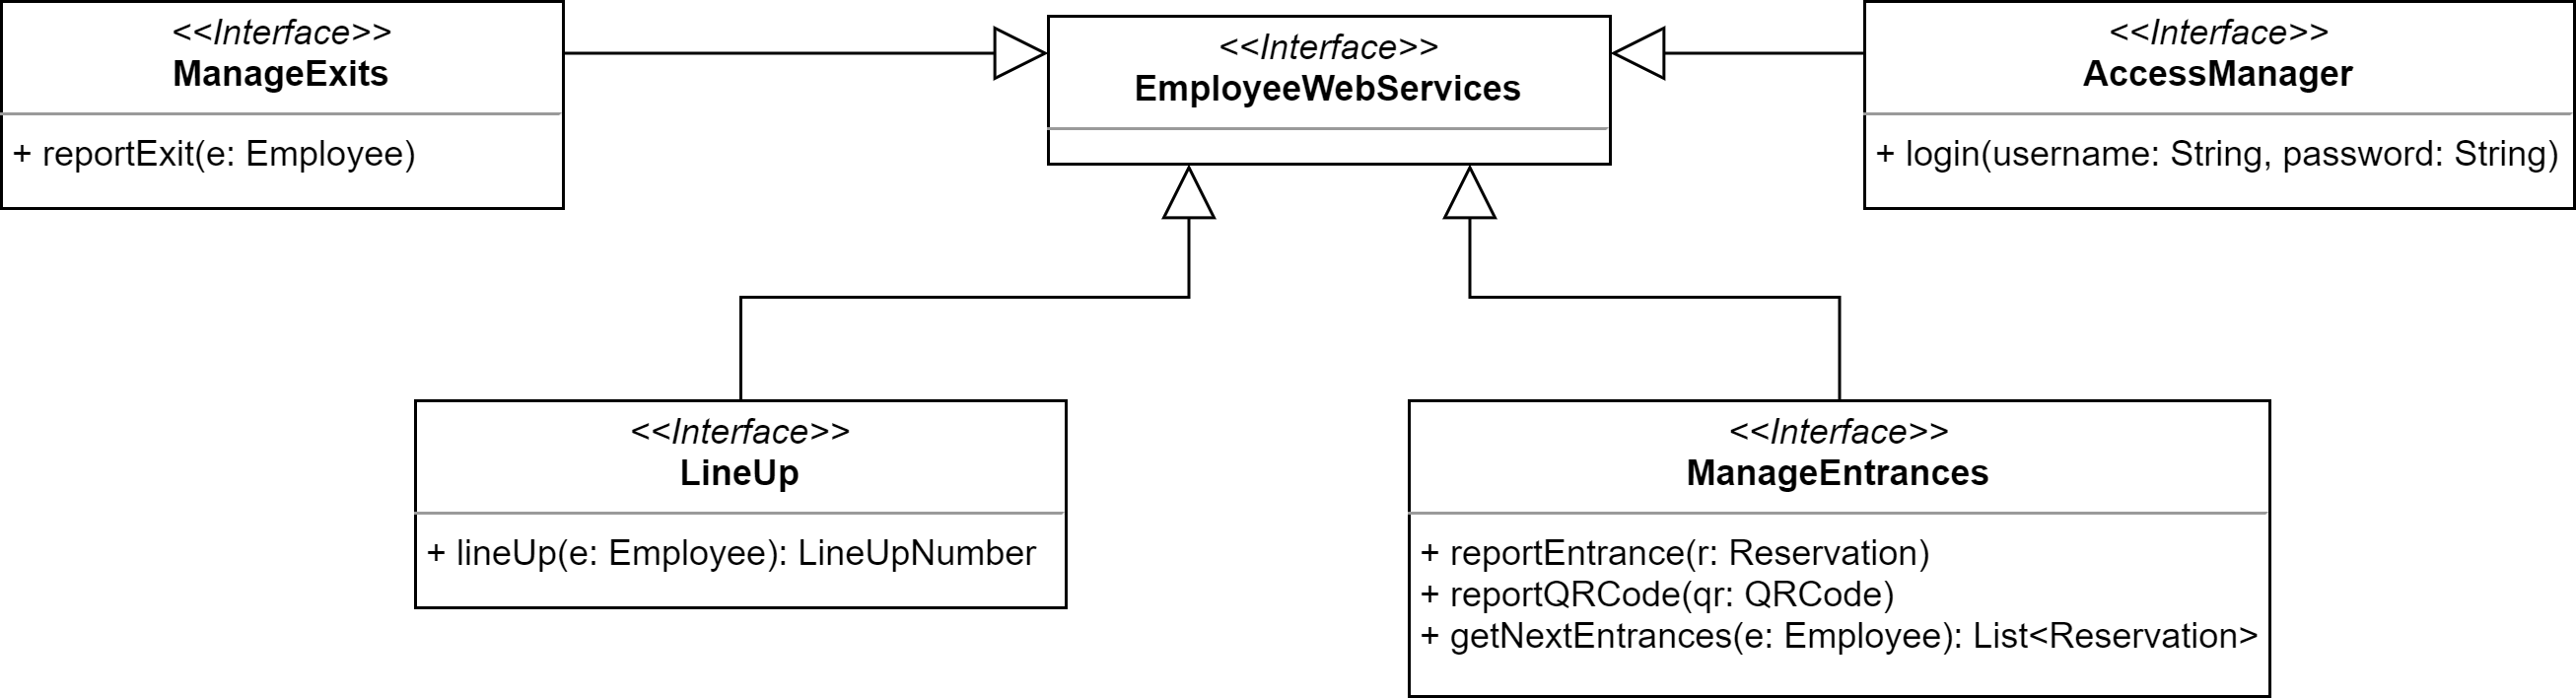 <<Interface>>
ManageExits
+ reportExit(e: Employee)
<<Interface>>
EmployeeWebServices
<<Interface>>
AccessManager
+ login(username: String, password: String)
<<Interface>>
LineUp
+ lineUp(e: Employee): LineUpNumber
<<Interface>>
ManageEntrances
+ reportEntrance(r: Reservation)
+ reportQRCode(qr: QRCode)
+ getNextEntrances(e: Employee): List<Reservation>